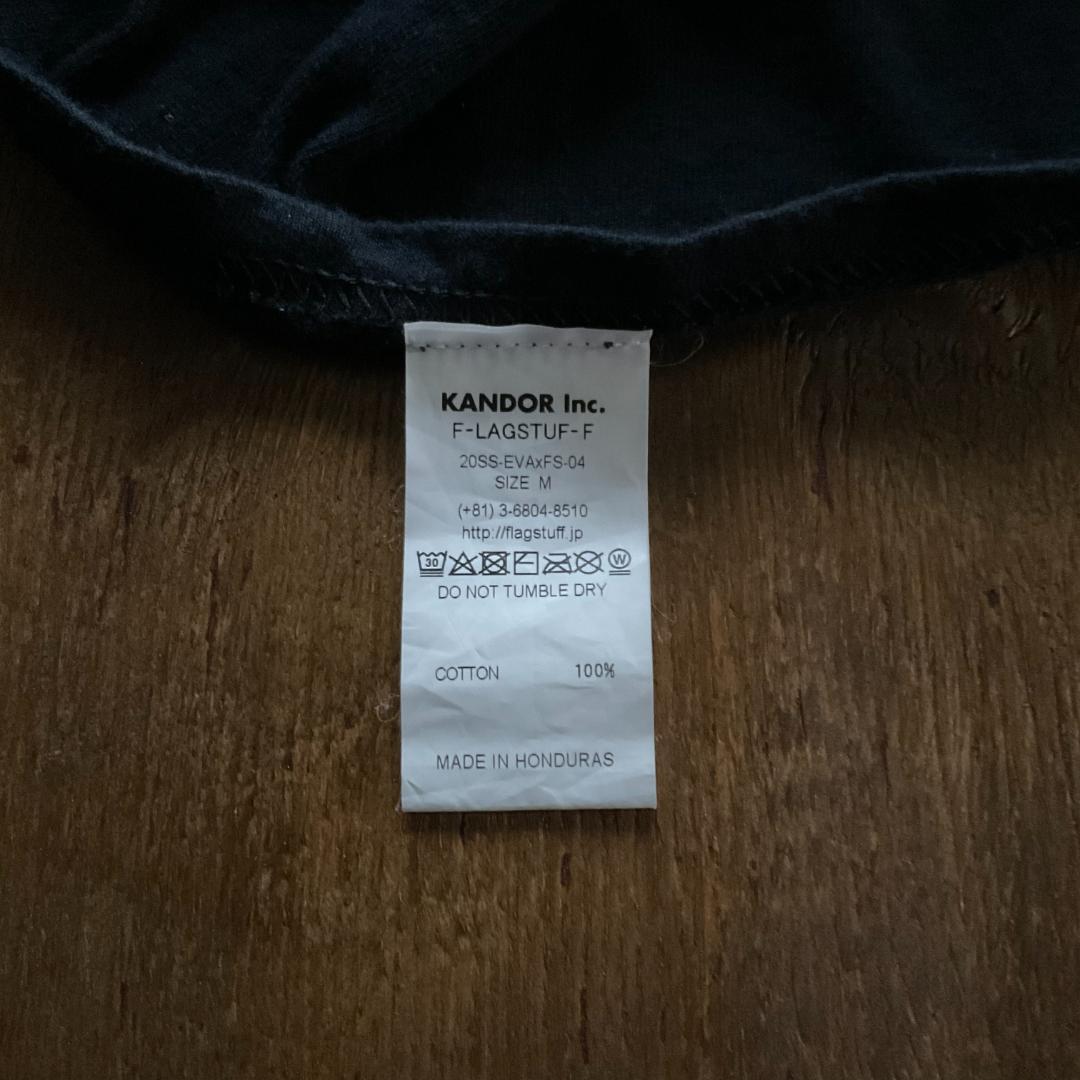 KANDOR Inc.
F-LAGSTUF-F
20SS-EVAxFS-04
SIZE M
(+81) 3-6804-8510
http://flagstuff.jp
30 W
DO NOT TUMBLE DRY
COTTON 100%
MADE IN HONDURAS